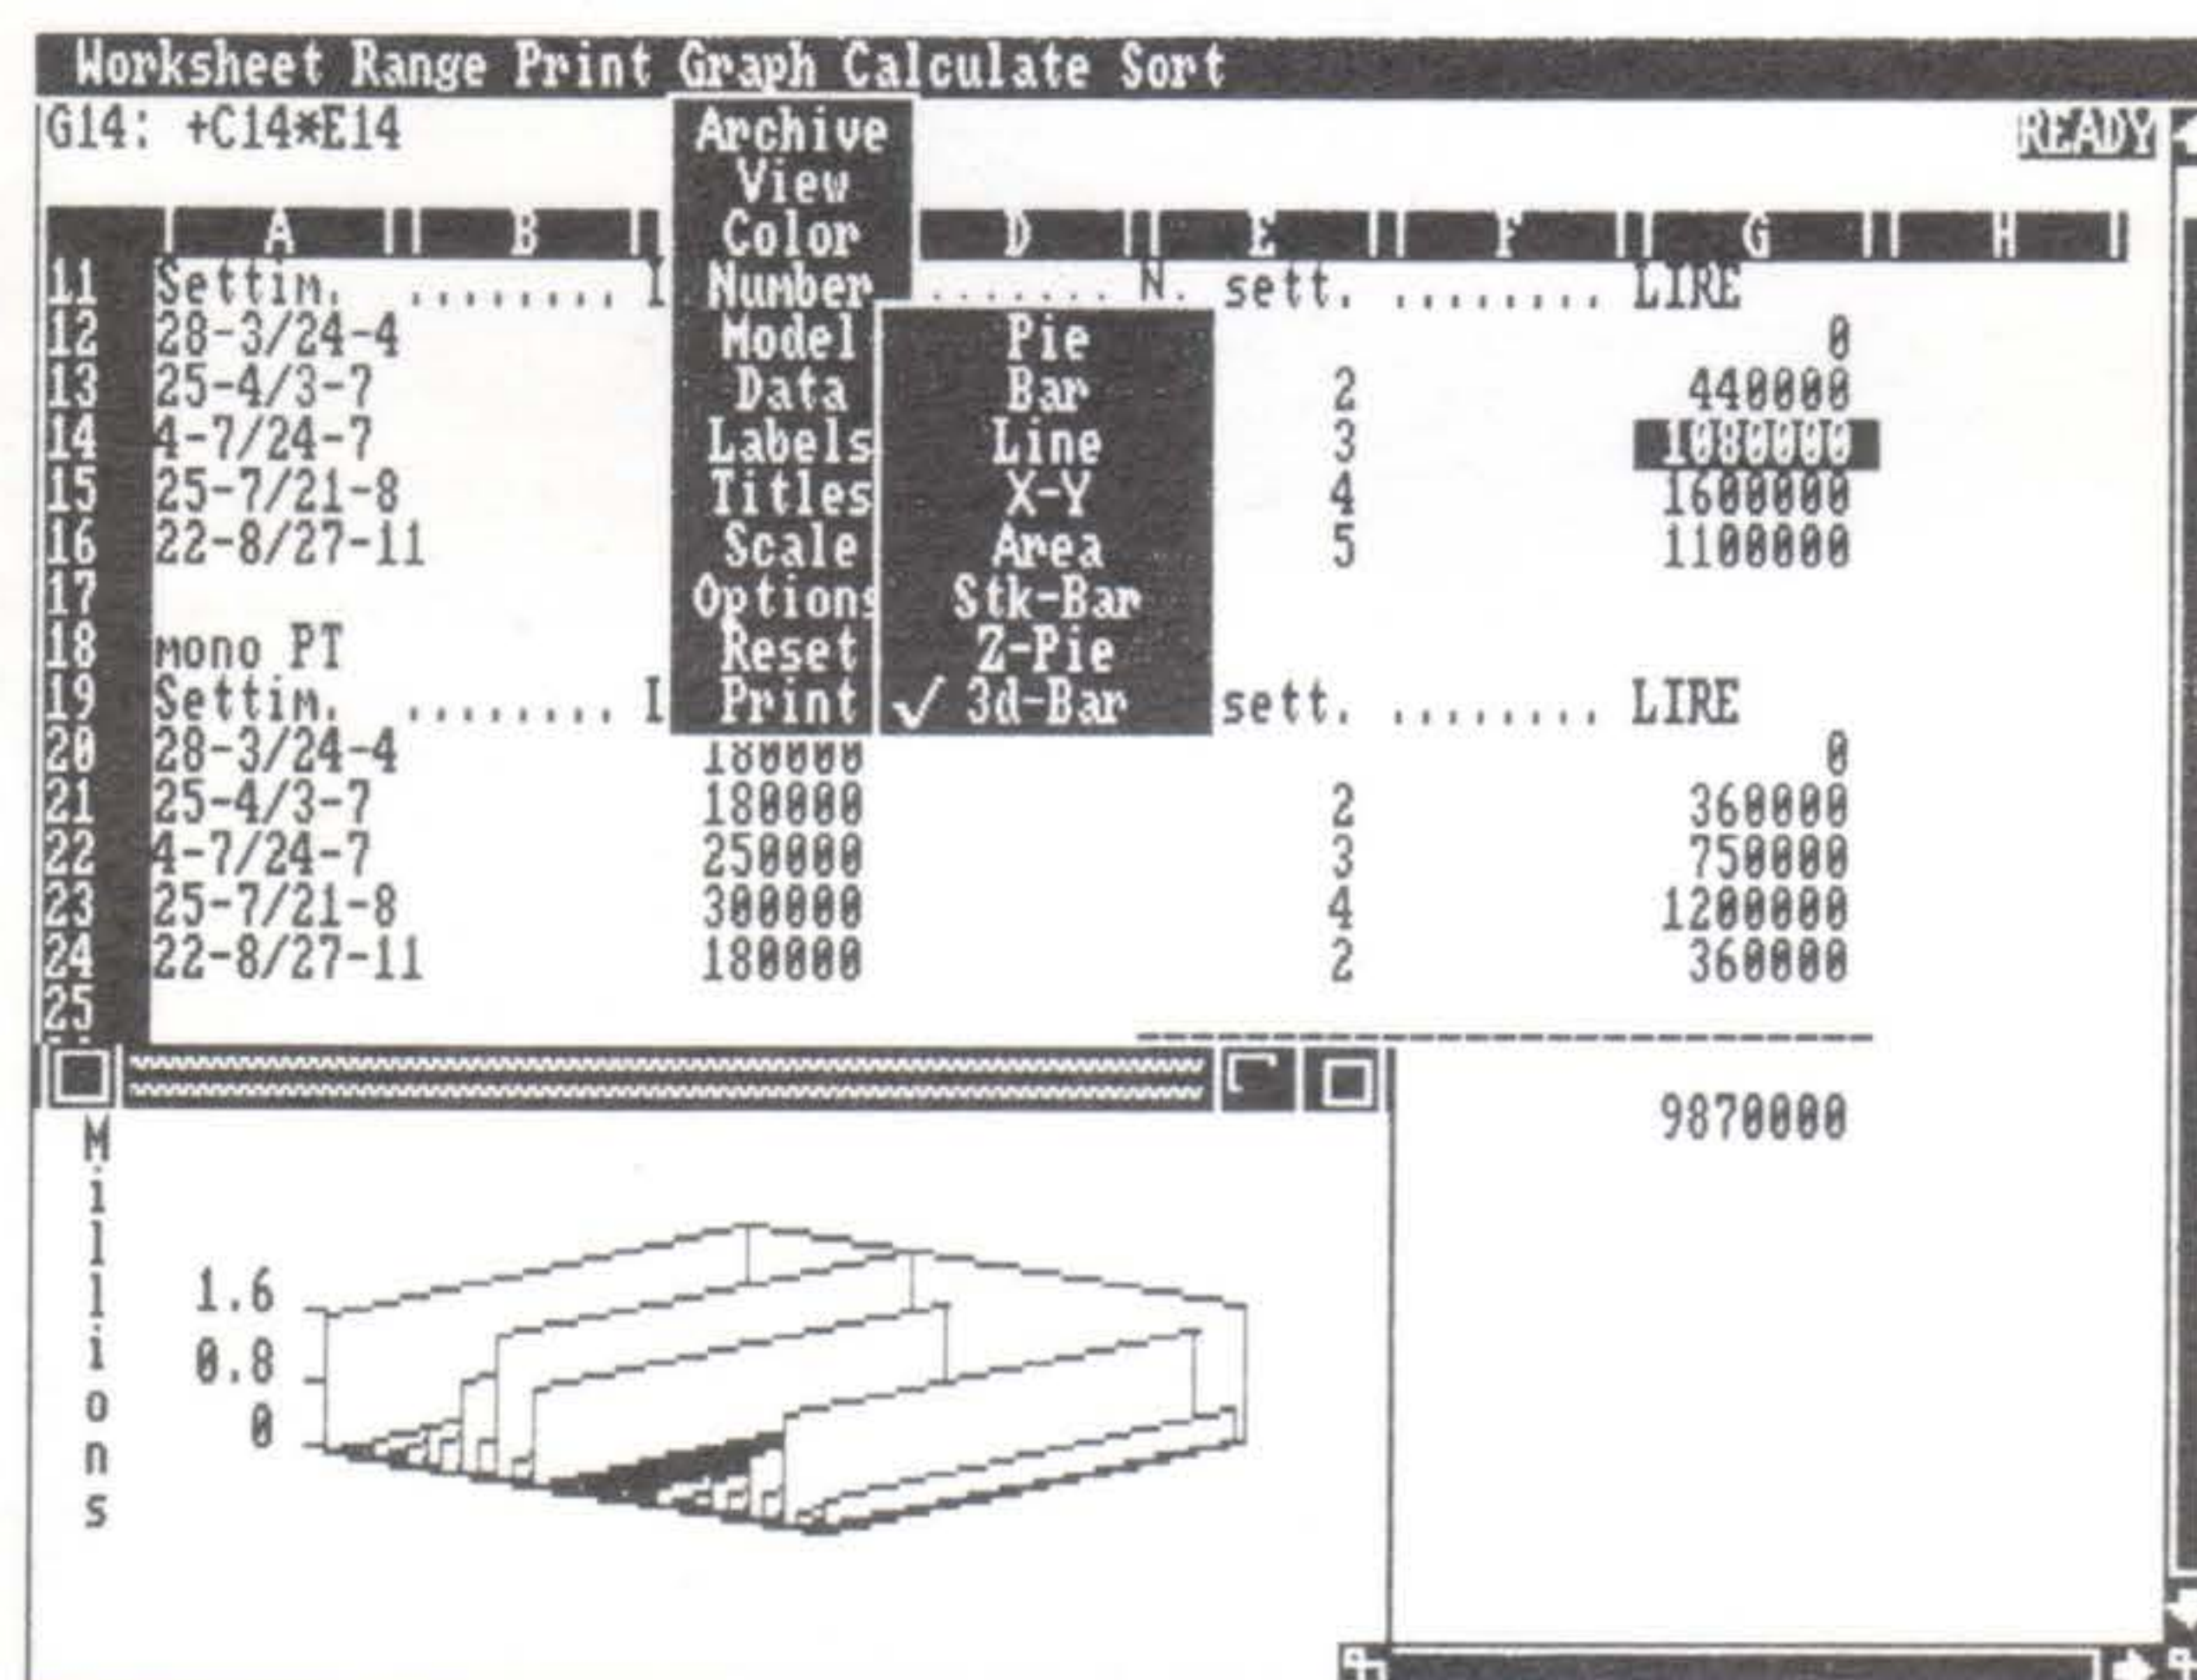 Worksheet Range Print Graph Calculate Sort
G14: +C14*E14 READY
Archive
View
Color
Number
Model
Data
Labels
Titles
Scale
Options
Reset
Print
Pie
Bar
Line
X-Y
Area
Stk-Bar
Z-Pie
√ 3d-Bar
A B D E F G H
11 Settim. ........ I ....... N. sett. ........ LIRE
12 28-3/24-4 0
13 25-4/3-7 2 440000
14 4-7/24-7 3 1080000
15 25-7/21-8 4 1600000
16 22-8/27-11 5 1100000
17
18 mono PT
19 Settim. ........ I sett. ........ LIRE
20 28-3/24-4 180000 0
21 25-4/3-7 180000 2 360000
22 4-7/24-7 250000 3 750000
23 25-7/21-8 300000 4 1200000
24 22-8/27-11 180000 2 360000
25
9870000
Millions
1.6
0.8
0